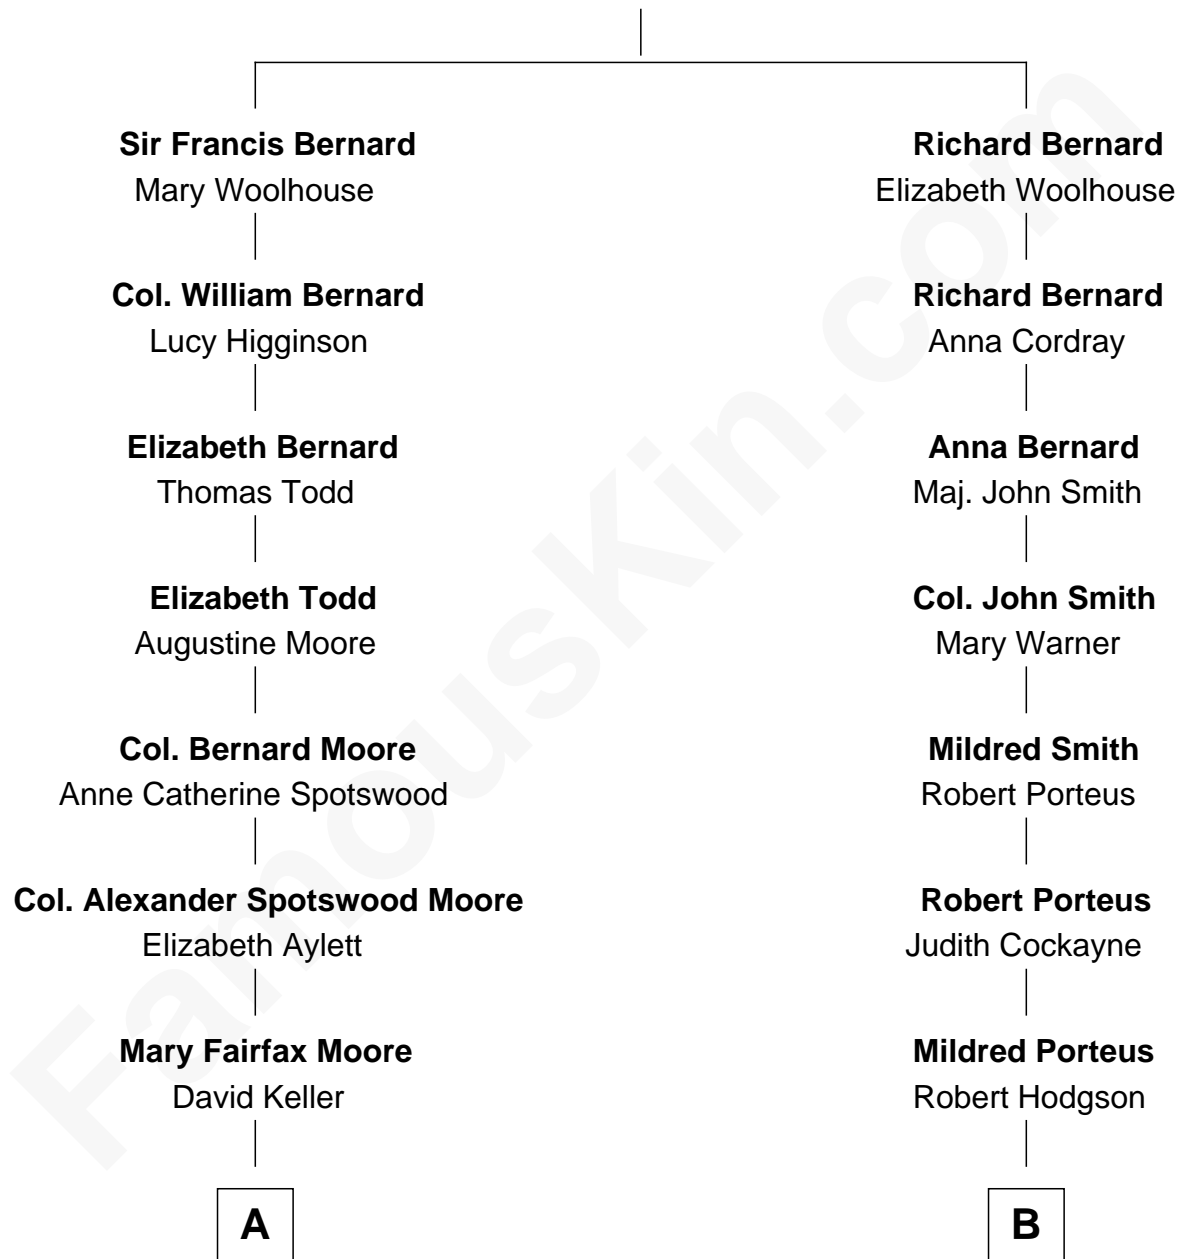 Sir Francis Bernard
Mary Woolhouse
Col. William Bernard
Lucy Higginson
Elizabeth Bernard
Thomas Todd
Elizabeth Todd
Augustine Moore
Col. Bernard Moore
Anne Catherine Spotswood
Col. Alexander Spotswood Moore
Elizabeth Aylett
Mary Fairfax Moore
David Keller
A
Richard Bernard
Elizabeth Woolhouse
Richard Bernard
Anna Cordray
Anna Bernard
Maj. John Smith
Col. John Smith
Mary Warner
Mildred Smith
Robert Porteus
Robert Porteus
Judith Cockayne
Mildred Porteus
Robert Hodgson
B
FamousKin.com